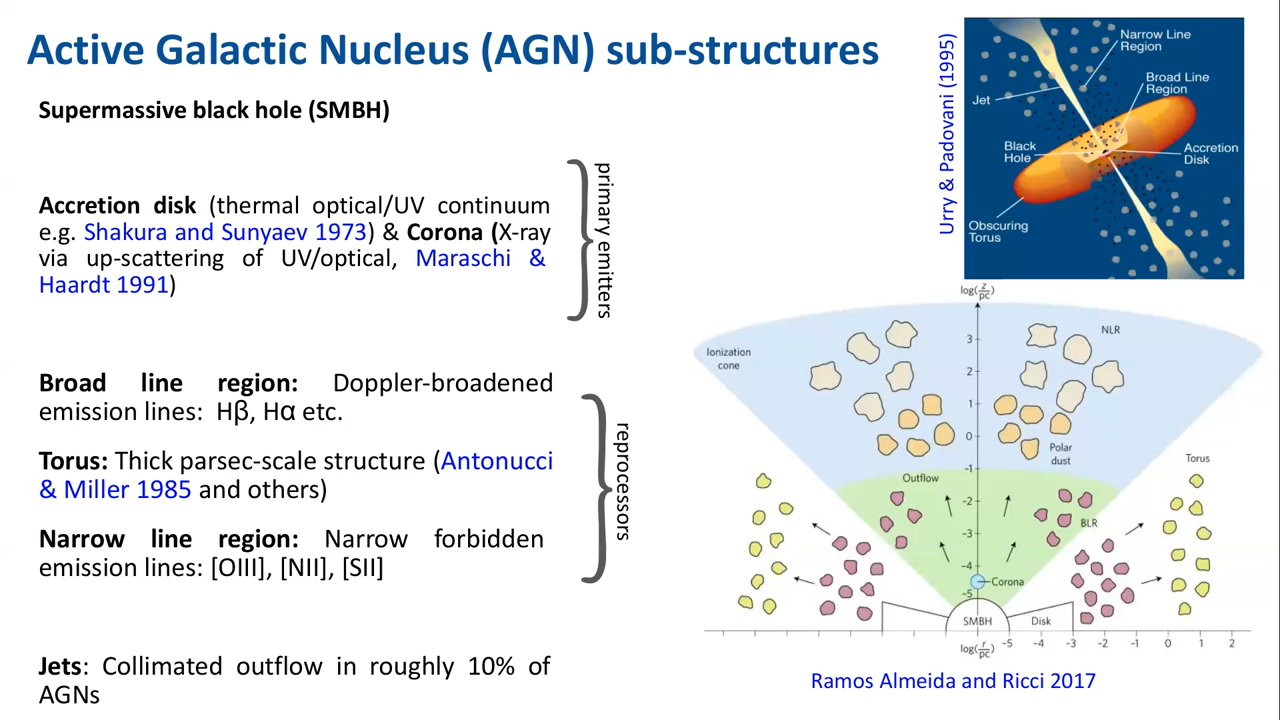 Active Galactic Nucleus (AGN) sub-structures
Supermassive black hole (SMBH)
Accretion disk (thermal optical/UV continuum
e.g. Shakura and Sunyaev 1973) & Corona (X-ray
via up-scattering of UV/optical, Maraschi &
Haardt 1991)
primary emitters
Broad line region: Doppler-broadened
emission lines: Hβ, Hα etc.
Torus: Thick parsec-scale structure (Antonucci
& Miller 1985 and others)
Narrow line region: Narrow forbidden
emission lines: [OIII], [NII], [SII]
reprocessors
Jets: Collimated outflow in roughly 10% of
AGNs
Urry & Padovani (1995)
Narrow Line
Region
Broad Line
Region
Jet
Black
Hole
Accretion
Disk
Obscuring
Torus
log(z/pc)
Ionization
cone
NLR
3
2
1
0
-1
-2
-3
-4
-5
Polar
dust
Torus
Outflow
BLR
Corona
SMBH
Disk
log(r/pc)
-5 -4 -3 -2 -1 0 1 2
Ramos Almeida and Ricci 2017